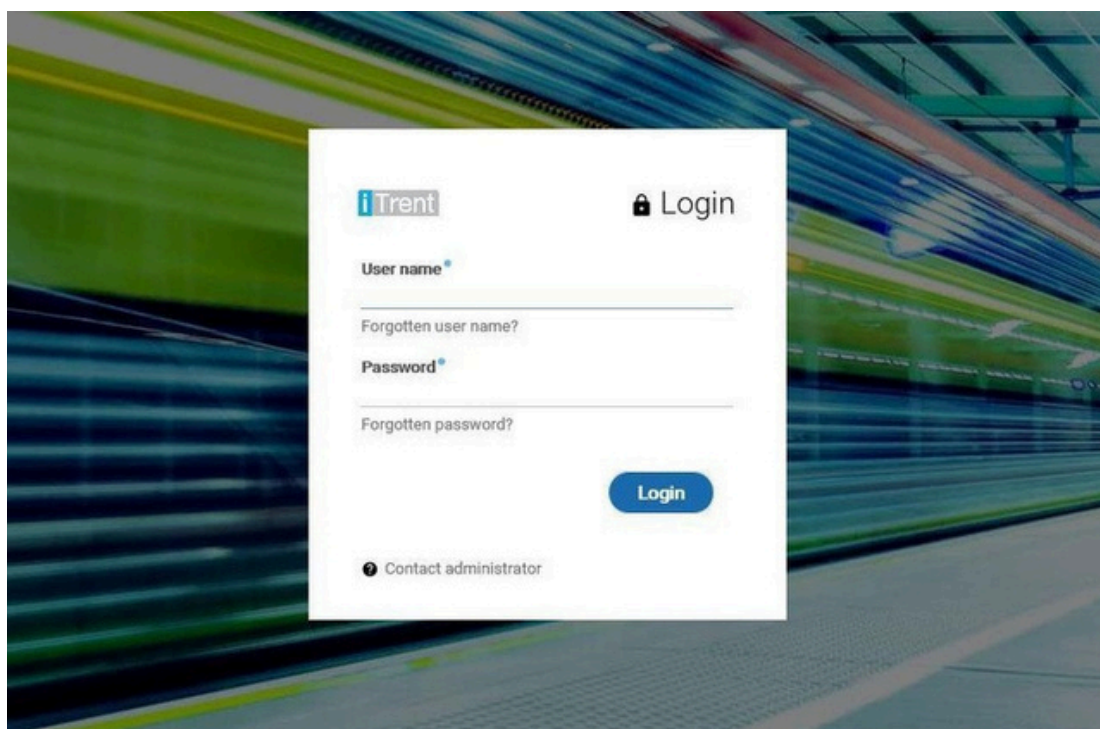 iTrent
Login
User name
Forgotten user name?
Password
Forgotten password?
Login
Contact administrator